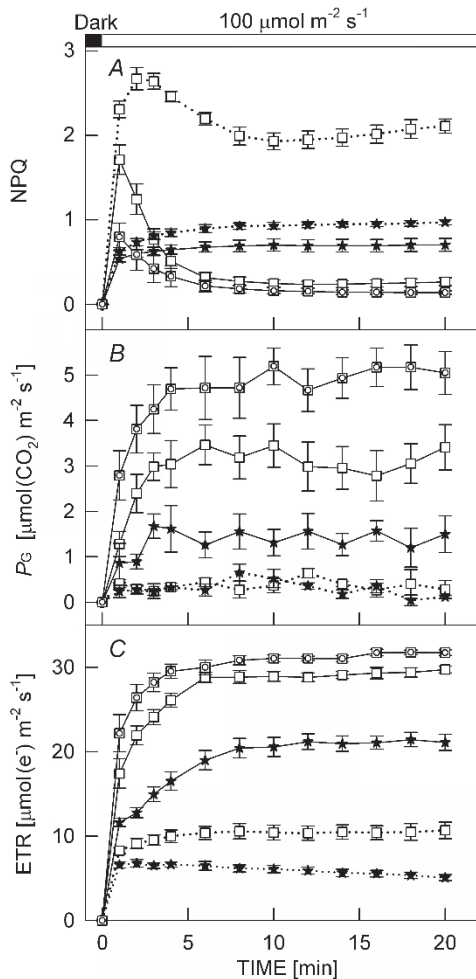 Dark 100 μmol m⁻² s⁻¹
A
3
2
1
0
NPQ
B
5
4
3
2
1
0
P_G [μmol(CO₂) m⁻² s⁻¹]
C
30
20
10
0
ETR [μmol(e⁻) m⁻² s⁻¹]
0 5 10 15 20
TIME [min]